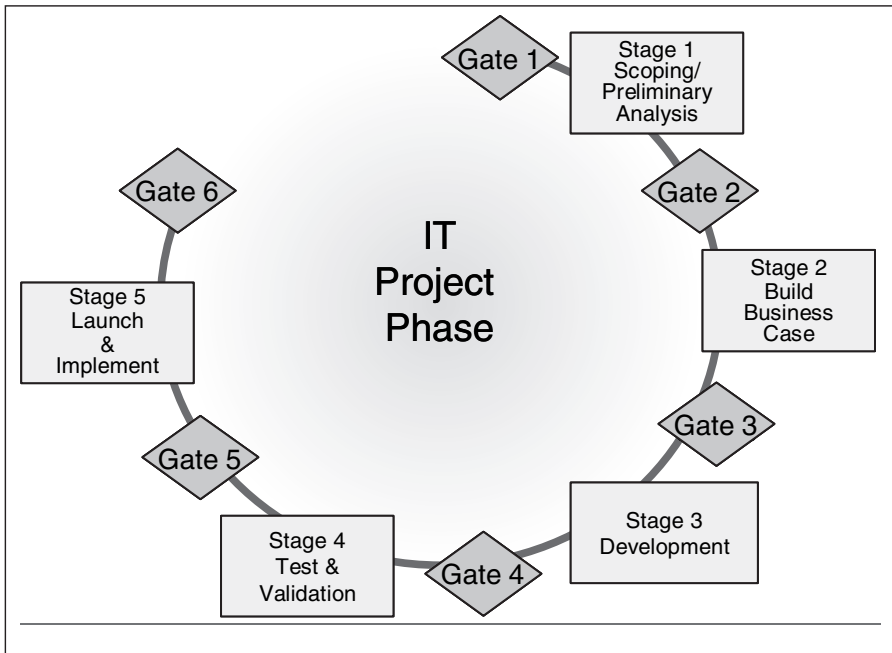 Gate 1
Stage 1
Scoping/
Preliminary
Analysis
Gate 2
Stage 2
Build
Business
Case
Gate 3
Stage 3
Development
Gate 4
Stage 4
Test &
Validation
Gate 5
Stage 5
Launch
&
Implement
Gate 6
IT
Project
Phase